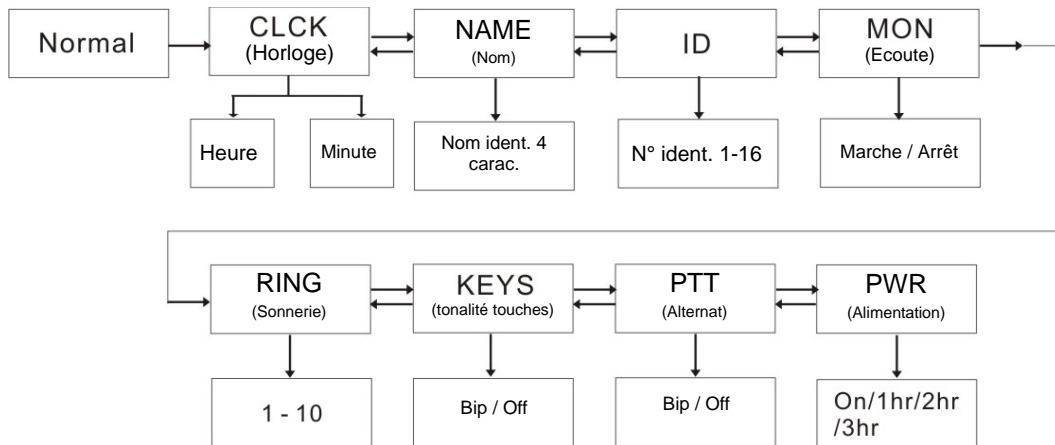 Normal
CLCK
(Horloge)
NAME
(Nom)
ID
MON
(Ecoute)
Heure
Minute
Nom ident. 4
carac.
N° ident. 1-16
Marche / Arrêt
RING
(Sonnerie)
KEYS
(tonalité touches)
PTT
(Alternat)
PWR
(Alimentation)
1 - 10
Bip / Off
Bip / Off
On/1hr/2hr
/3hr